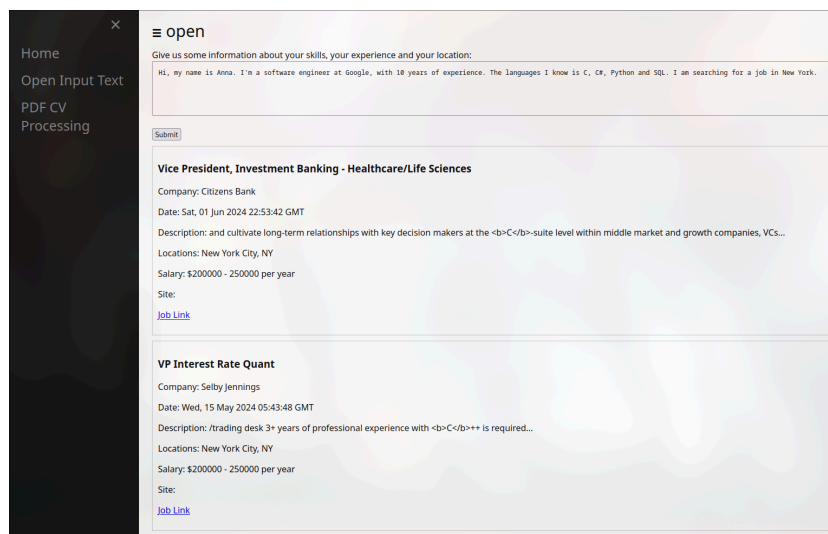 ×
Home
Open Input Text
PDF CV
Processing
☰ open
Give us some information about your skills, your experience and your location:
Hi, my name is Anna. I'm a software engineer at Google, with 10 years of experience. The languages I know is C, C#, Python and SQL. I am searching for a job in New York.
Submit
Vice President, Investment Banking - Healthcare/Life Sciences
Company: Citizens Bank
Date: Sat, 01 Jun 2024 22:53:42 GMT
Description: and cultivate long-term relationships with key decision makers at the <b>C</b>-suite level within middle market and growth companies, VCs...
Locations: New York City, NY
Salary: $200000 - 250000 per year
Site:
Job Link
VP Interest Rate Quant
Company: Selby Jennings
Date: Wed, 15 May 2024 05:43:48 GMT
Description: /trading desk 3+ years of professional experience with <b>C</b>++ is required...
Locations: New York City, NY
Salary: $200000 - 250000 per year
Site:
Job Link